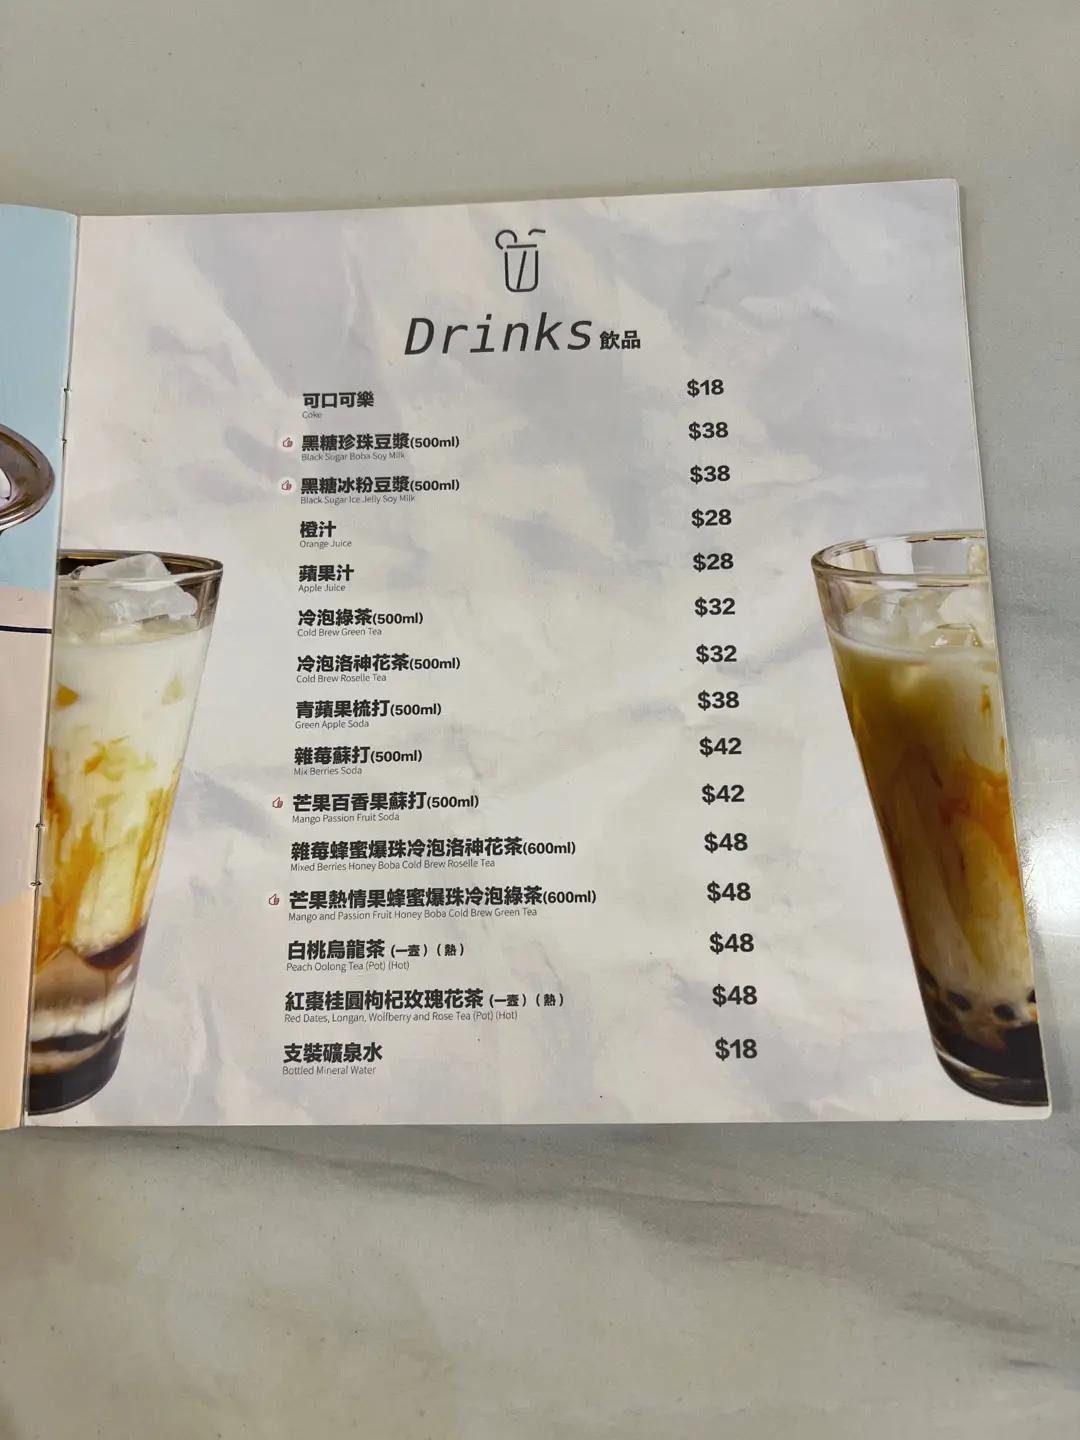 Drinks 飲品
可口可樂 $18
Coke
黑糖珍珠豆漿(500ml) $38
Black Sugar Boba Soy Milk
黑糖冰粉豆漿(500ml) $38
Black Sugar Ice Jelly Soy Milk
橙汁 $28
Orange Juice
蘋果汁 $28
Apple Juice
冷泡綠茶(500ml) $32
Cold Brew Green Tea
冷泡洛神花茶(500ml) $32
Cold Brew Roselle Tea
青蘋果梳打(500ml) $38
Green Apple Soda
雜莓蘇打(500ml) $42
Mix Berries Soda
芒果百香果蘇打(500ml) $42
Mango Passion Fruit Soda
雜莓蜂蜜爆珠冷泡洛神花茶(600ml) $48
Mixed Berries Honey Boba Cold Brew Roselle Tea
芒果熱情果蜂蜜爆珠冷泡綠茶(600ml) $48
Mango and Passion Fruit Honey Boba Cold Brew Green Tea
白桃烏龍茶 (一壺) (熱) $48
Peach Oolong Tea (Pot) (Hot)
紅棗桂圓枸杞玫瑰花茶 (一壺) (熱) $48
Red Dates, Longan, Wolfberry and Rose Tea (Pot) (Hot)
支裝礦泉水 $18
Bottled Mineral Water